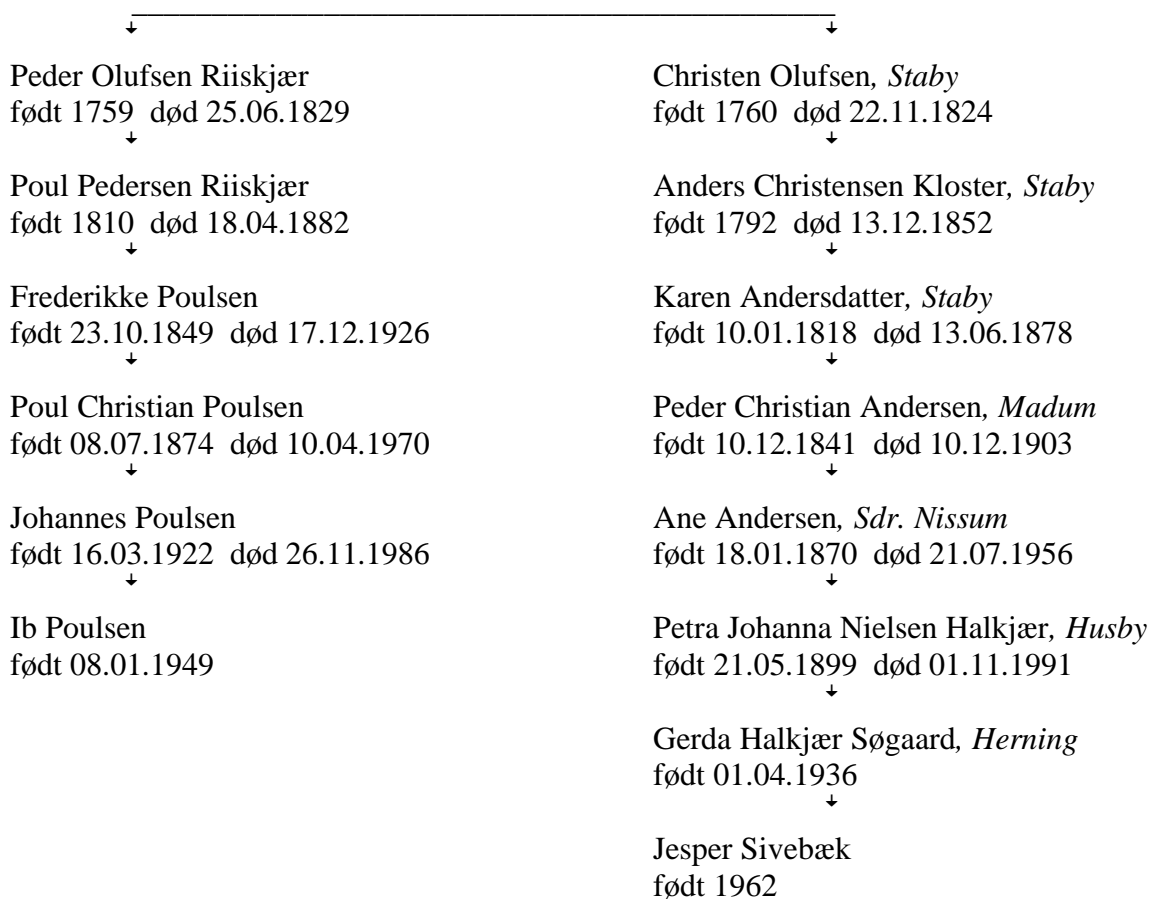 Peder Olufsen Riiskjær
født 1759 død 25.06.1829
Poul Pedersen Riiskjær
født 1810 død 18.04.1882
Frederikke Poulsen
født 23.10.1849 død 17.12.1926
Poul Christian Poulsen
født 08.07.1874 død 10.04.1970
Johannes Poulsen
født 16.03.1922 død 26.11.1986
Ib Poulsen
født 08.01.1949
Christen Olufsen, Staby
født 1760 død 22.11.1824
Anders Christensen Kloster, Staby
født 1792 død 13.12.1852
Karen Andersdatter, Staby
født 10.01.1818 død 13.06.1878
Peder Christian Andersen, Madum
født 10.12.1841 død 10.12.1903
Ane Andersen, Sdr. Nissum
født 18.01.1870 død 21.07.1956
Petra Johanna Nielsen Halkjær, Husby
født 21.05.1899 død 01.11.1991
Gerda Halkjær Søgaard, Herning
født 01.04.1936
Jesper Sivebæk
født 1962